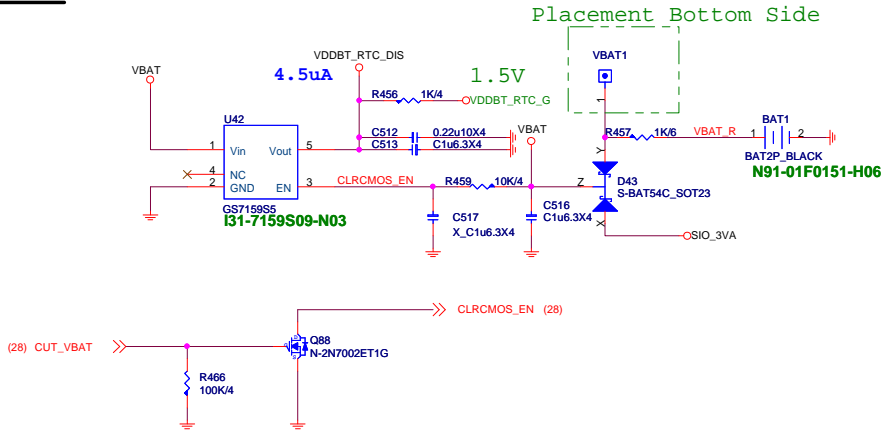 Placement Bottom Side
VDDBT_RTC_DIS
VBAT1
VBAT
4.5uA
1.5V
1
R456
1K/4
VDDBT_RTC_G
U42
C512
0.22u10X4
VBAT
R457
1K/6
VBAT_R
BAT1
1
2
C513
C1u6.3X4
1
Vin
Vout
5
Y
BAT2P_BLACK
4
NC
N91-01F0151-H06
2
GND
EN
3
CLRCMOS_EN
R459
10K/4
Z
D43
S-BAT54C_SOT23
GS7159S5
I31-7159S09-N03
C517
X_C1u6.3X4
C516
C1u6.3X4
X
SIO_3VA
CLRCMOS_EN (28)
(28) CUT_VBAT
Q88
N-2N7002ET1G
R466
100K/4